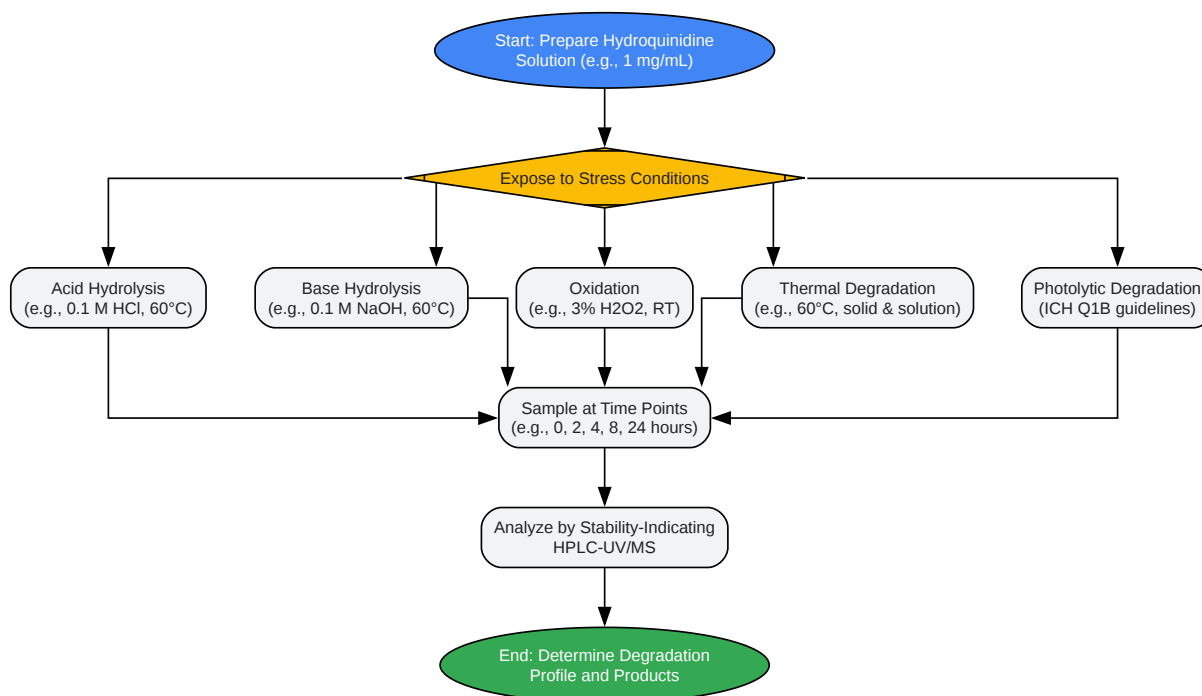 Start: Prepare Hydroquinidine
Solution (e.g., 1 mg/mL)
Expose to Stress Conditions
Acid Hydrolysis
(e.g., 0.1 M HCl, 60°C)
Base Hydrolysis
(e.g., 0.1 M NaOH, 60°C)
Oxidation
(e.g., 3% H2O2, RT)
Thermal Degradation
(e.g., 60°C, solid & solution)
Photolytic Degradation
(ICH Q1B guidelines)
Sample at Time Points
(e.g., 0, 2, 4, 8, 24 hours)
Analyze by Stability-Indicating
HPLC-UV/MS
End: Determine Degradation
Profile and Products